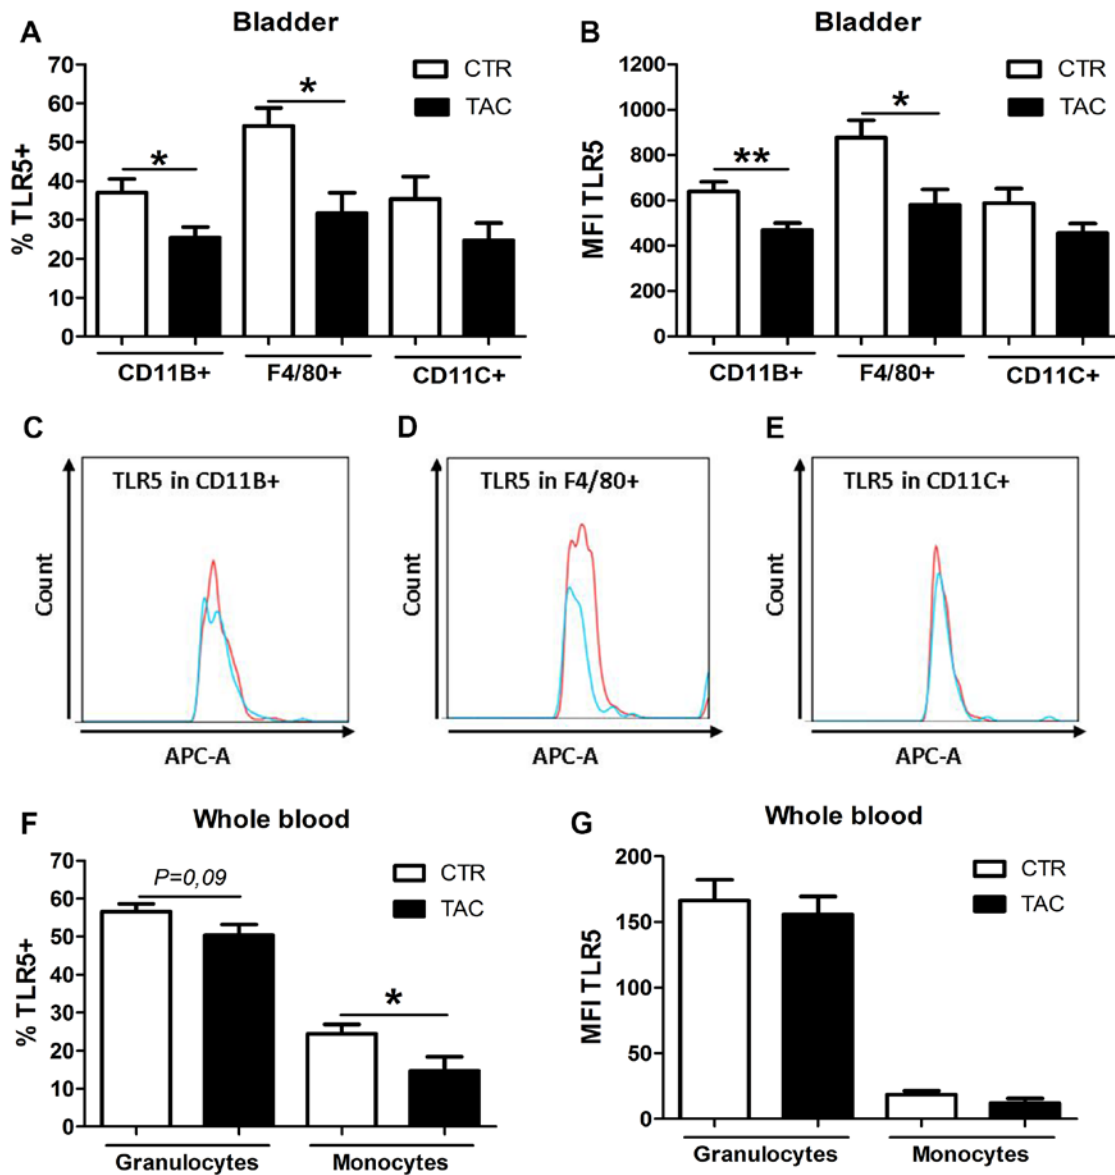 A
Bladder
% TLR5+
70
60
50
40
30
20
10
0
*
*
CTR
TAC
CD11B+
F4/80+
CD11C+
B
Bladder
MFI TLR5
1200
1000
800
600
400
200
0
**
*
CTR
TAC
CD11B+
F4/80+
CD11C+
C
TLR5 in CD11B+
Count
APC-A
D
TLR5 in F4/80+
Count
APC-A
E
TLR5 in CD11C+
Count
APC-A
F
Whole blood
% TLR5+
70
60
50
40
30
20
10
0
P=0,09
*
CTR
TAC
Granulocytes
Monocytes
G
Whole blood
MFI TLR5
200
150
100
50
0
CTR
TAC
Granulocytes
Monocytes